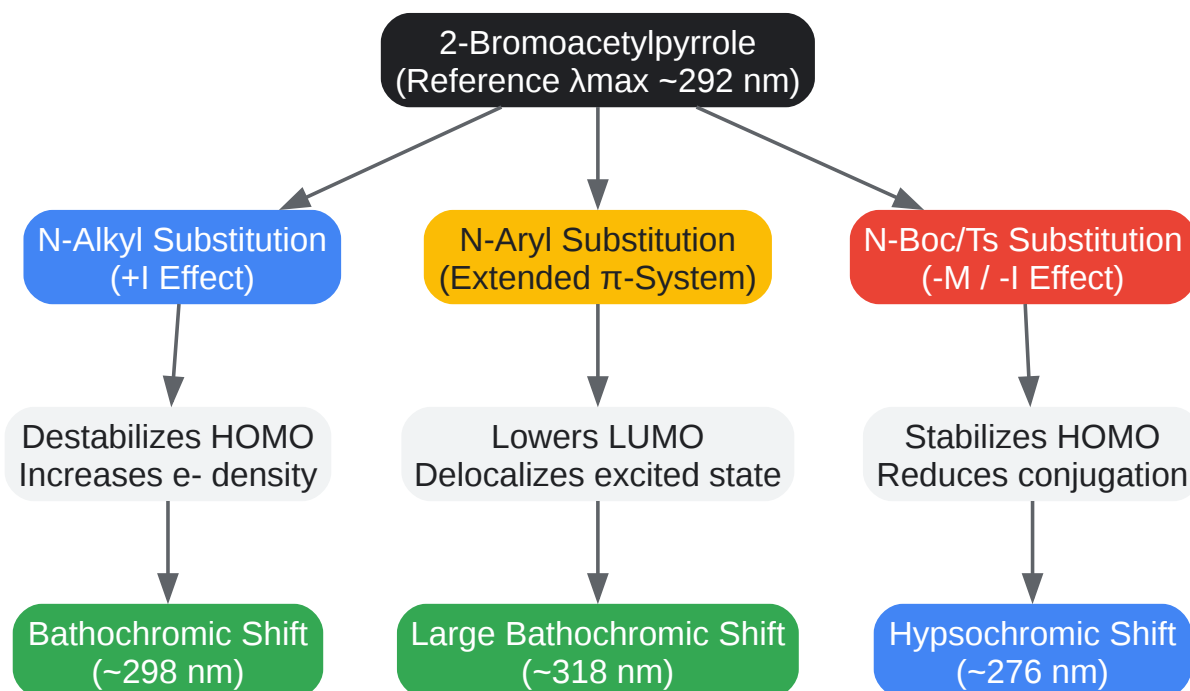 2-Bromoacetylpyrrole
(Reference λmax ~292 nm)
N-Alkyl Substitution
(+I Effect)
N-Aryl Substitution
(Extended π-System)
N-Boc/Ts Substitution
(-M / -I Effect)
Destabilizes HOMO
Increases e- density
Lowers LUMO
Delocalizes excited state
Stabilizes HOMO
Reduces conjugation
Bathochromic Shift
(~298 nm)
Large Bathochromic Shift
(~318 nm)
Hypsochromic Shift
(~276 nm)